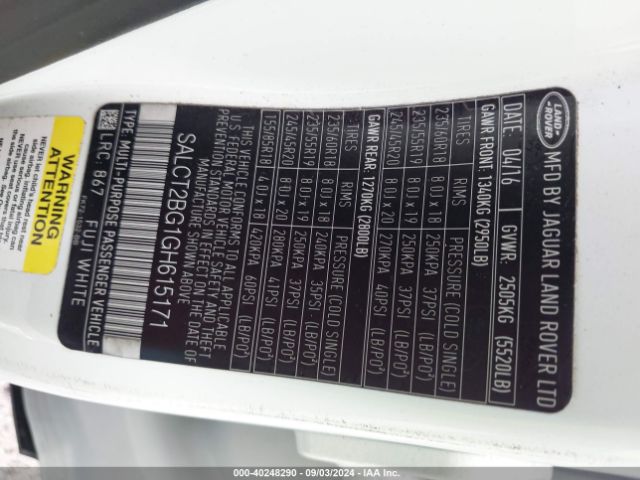 LAND ROVER
MFD BY JAGUAR LAND ROVER LTD
DATE: 04/16 GVWR: 2505KG (5520LB)
GAWR FRONT: 1340KG (2950LB)
TIRES RIMS PRESSURE (COLD SINGLE)
235/60R18 8.0J x 18 250KPA 37PSI (LB/PO²)
235/55R19 8.0J x 19 250KPA 37PSI (LB/PO²)
245/45R20 8.0J x 20 270KPA 40PSI (LB/PO²)
GAWR REAR: 1270KG (2800LB)
TIRES RIMS PRESSURE (COLD SINGLE)
235/60R18 8.0J x 18 240KPA 35PSI (LB/PO²)
235/55R19 8.0J x 19 250KPA 37PSI (LB/PO²)
245/45R20 8.0J x 20 280KPA 41PSI (LB/PO²)
155/85R18 4.0J x 18 420KPA 60PSI (LB/PO²)
THIS VEHICLE CONFORMS TO ALL APPLICABLE
U S FEDERAL MOTOR VEHICLE SAFETY AND THEFT
PREVENTION STANDARDS IN EFFECT ON THE DATE OF
MANUFACTURE SHOWN ABOVE
SALCT2BG1GH615171
TYPE: MULTI-PURPOSE PASSENGER VEHICLE
LRC: 867 FUJI WHITE
WARNING
000-40248290 - 09/03/2024 - IAA Inc.